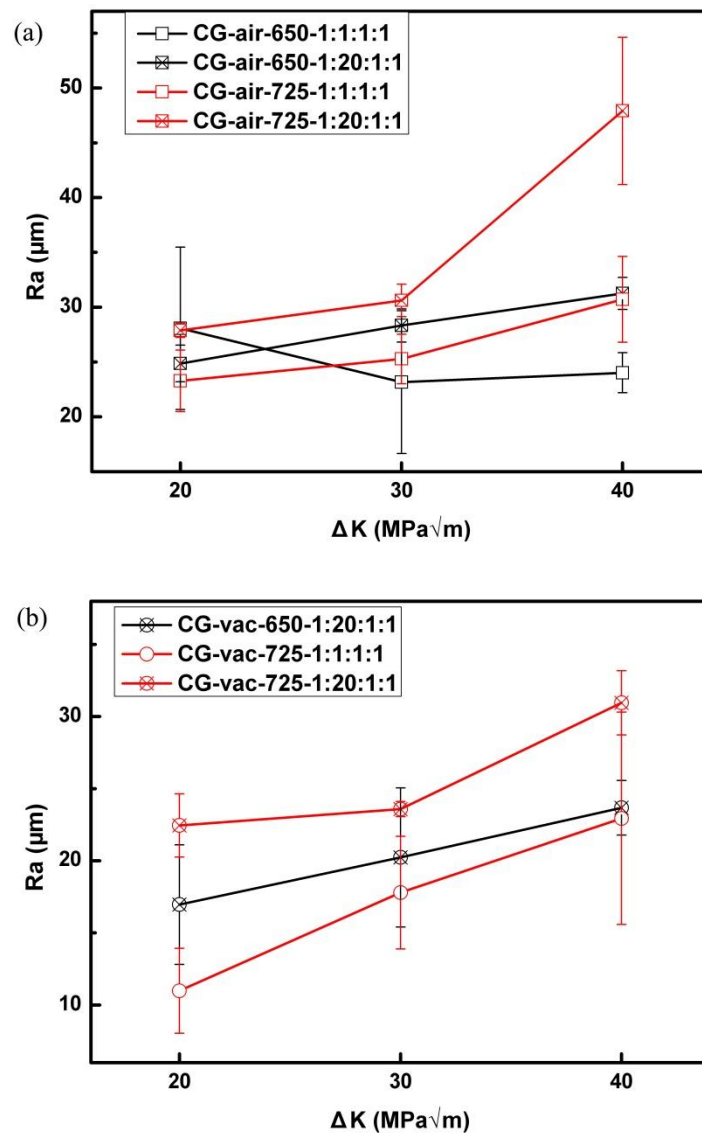 (a)
CG-air-650-1:1:1:1
CG-air-650-1:20:1:1
CG-air-725-1:1:1:1
CG-air-725-1:20:1:1
50
40
30
20
Ra (μm)
20 30 40
Δ K (MPa√m)
(b)
CG-vac-650-1:20:1:1
CG-vac-725-1:1:1:1
CG-vac-725-1:20:1:1
30
20
10
Ra (μm)
20 30 40
Δ K (MPa√m)